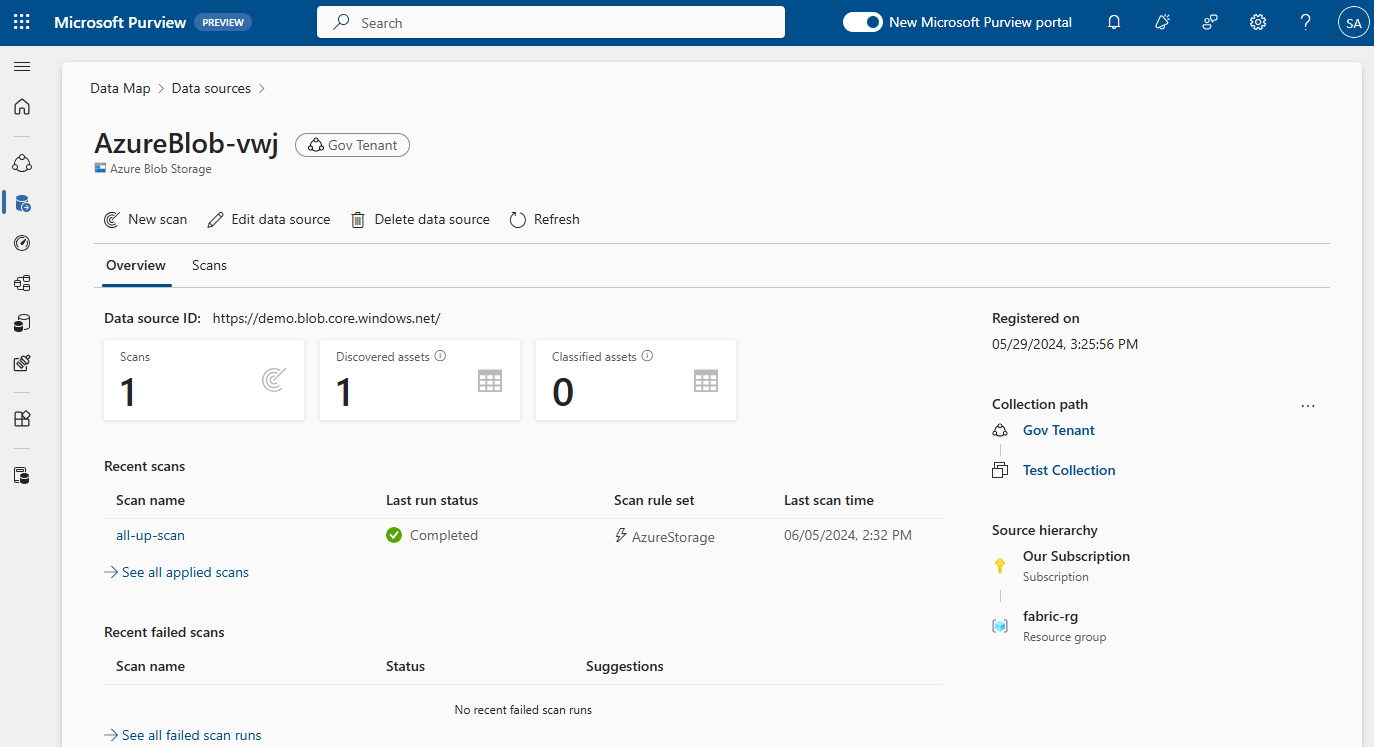 Microsoft Purview PREVIEW Search New Microsoft Purview portal ? SA
Data Map > Data sources >
AzureBlob-vwj Gov Tenant
Azure Blob Storage
New scan Edit data source Delete data source Refresh
Overview Scans
Data source ID: https://demo.blob.core.windows.net/
Scans
1
Discovered assets
1
Classified assets
0
Recent scans
Scan name Last run status Scan rule set Last scan time
all-up-scan Completed AzureStorage 06/05/2024, 2:32 PM
→ See all applied scans
Recent failed scans
Scan name Status Suggestions
No recent failed scan runs
→ See all failed scan runs
Registered on
05/29/2024, 3:25:56 PM
Collection path ...
Gov Tenant
Test Collection
Source hierarchy
Our Subscription
Subscription
fabric-rg
Resource group